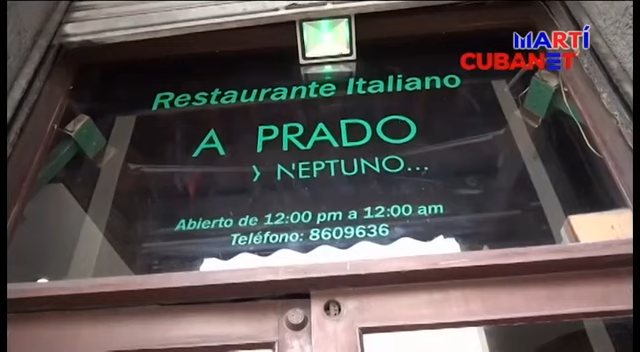 MARTÍ
CUBANET
Restaurante Italiano
A PRADO
y NEPTUNO...
Abierto de 12:00 pm a 12:00 am
Teléfono: 8609636